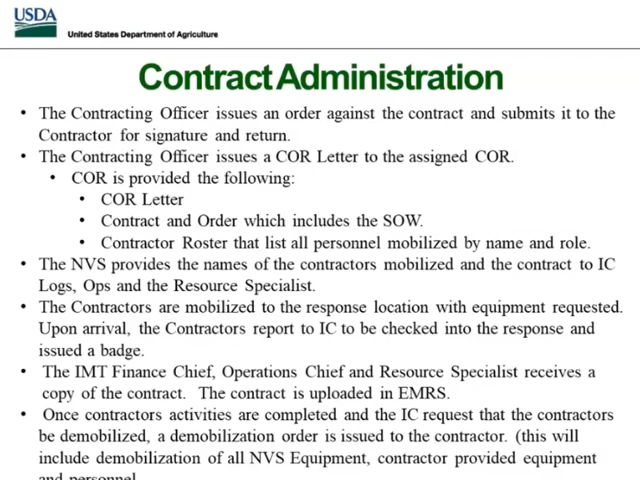 USDA
United States Department of Agriculture
Contract Administration
• The Contracting Officer issues an order against the contract and submits it to the
Contractor for signature and return.
• The Contracting Officer issues a COR Letter to the assigned COR.
• COR is provided the following:
• COR Letter
• Contract and Order which includes the SOW.
• Contractor Roster that list all personnel mobilized by name and role.
• The NVS provides the names of the contractors mobilized and the contract to IC
Logs, Ops and the Resource Specialist.
• The Contractors are mobilized to the response location with equipment requested.
Upon arrival, the Contractors report to IC to be checked into the response and
issued a badge.
• The IMT Finance Chief, Operations Chief and Resource Specialist receives a
copy of the contract. The contract is uploaded in EMRS.
• Once contractors activities are completed and the IC request that the contractors
be demobilized, a demobilization order is issued to the contractor. (this will
include demobilization of all NVS Equipment, contractor provided equipment
and personnel